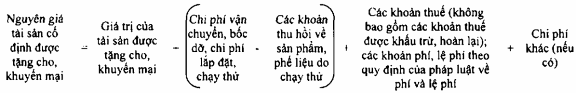 Nguyên giá
tài sản cố
định được
tặng cho,
khuyến mại
=
Giá trị của
tài sản được
tặng cho,
khuyến mại
+
Chi phí vận
chuyển, bốc
dỡ, chi phí
lắp đặt,
chạy thử
-
Các khoản
thu hồi về
sản phẩm,
phế liệu do
chạy thử
+
Các khoản thuế (không
bao gồm các khoản thuế
được khấu trừ, hoàn lại);
các khoản phí, lệ phí theo
quy định của pháp luật về
phí và lệ phí
+
Chi phí
khác (nếu
có)